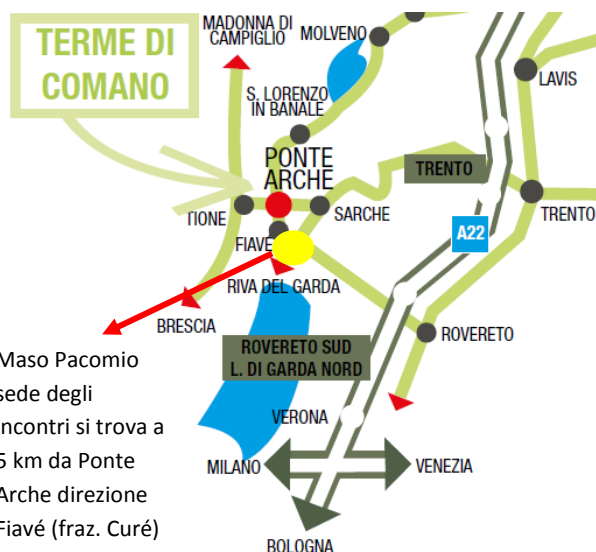 TERME DI
COMANO
MADONNA DI
CAMPIGLIO
MOLVENO
LAVIS
S. LORENZO
IN BANALE
PONTE
ARCHE
TRENTO
TIONE
SARCHE
TRENTO
FIAVÈ
A22
RIVA DEL GARDA
BRESCIA
ROVERETO
ROVERETO SUD
L. DI GARDA NORD
Maso Pacomio
sede degli
incontri si trova a
5 km da Ponte
Arche direzione
Fiavé (fraz. Curé)
VERONA
MILANO
VENEZIA
BOLOGNA